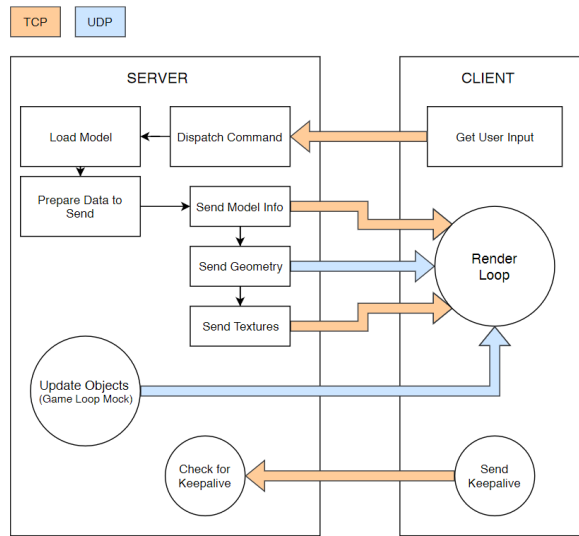 TCP
UDP
SERVER
CLIENT
Load Model
Dispatch Command
Get User Input
Prepare Data to
Send
Send Model Info
Send Geometry
Send Textures
Render
Loop
Update Objects
(Game Loop Mock)
Check for
Keepalive
Send
Keepalive